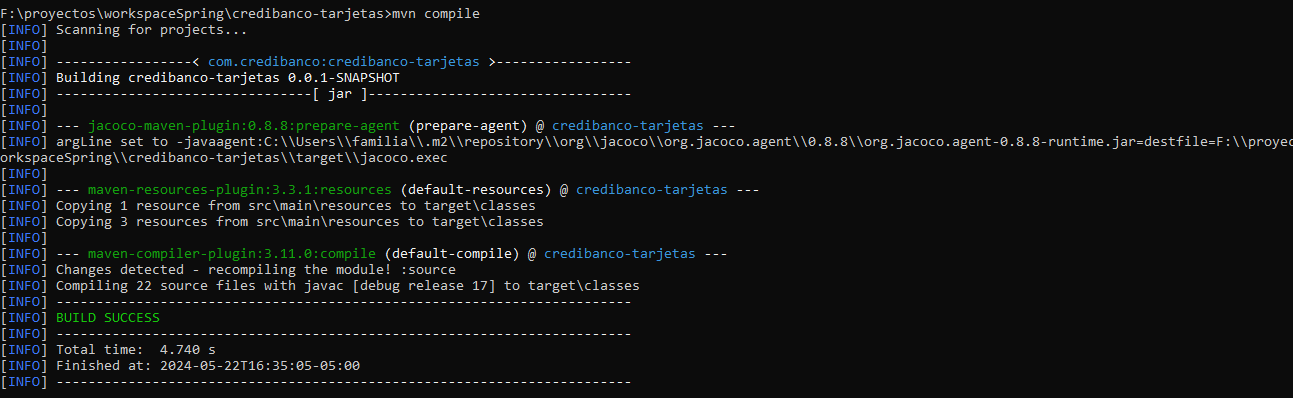 F:\proyectos\workspaceSpring\credibanco-tarjetas>mvn compile
[INFO] Scanning for projects...
[INFO]
[INFO] -----------------< com.credibanco:credibanco-tarjetas >-----------------
[INFO] Building credibanco-tarjetas 0.0.1-SNAPSHOT
[INFO] --------------------------------[ jar ]---------------------------------
[INFO]
[INFO] --- jacoco-maven-plugin:0.8.8:prepare-agent (prepare-agent) @ credibanco-tarjetas ---
[INFO] argLine set to -javaagent:C:\\Users\\familia\\.m2\\repository\\org\\jacoco\\org.jacoco.agent\\0.8.8\\org.jacoco.agent-0.8.8-runtime.jar=destfile=F:\\proyec
orkspaceSpring\\credibanco-tarjetas\\target\\jacoco.exec
[INFO]
[INFO] --- maven-resources-plugin:3.3.1:resources (default-resources) @ credibanco-tarjetas ---
[INFO] Copying 1 resource from src\main\resources to target\classes
[INFO] Copying 3 resources from src\main\resources to target\classes
[INFO]
[INFO] --- maven-compiler-plugin:3.11.0:compile (default-compile) @ credibanco-tarjetas ---
[INFO] Changes detected - recompiling the module! :source
[INFO] Compiling 22 source files with javac [debug release 17] to target\classes
[INFO] ------------------------------------------------------------------------
[INFO] BUILD SUCCESS
[INFO] ------------------------------------------------------------------------
[INFO] Total time:  4.740 s
[INFO] Finished at: 2024-05-22T16:35:05-05:00
[INFO] ------------------------------------------------------------------------